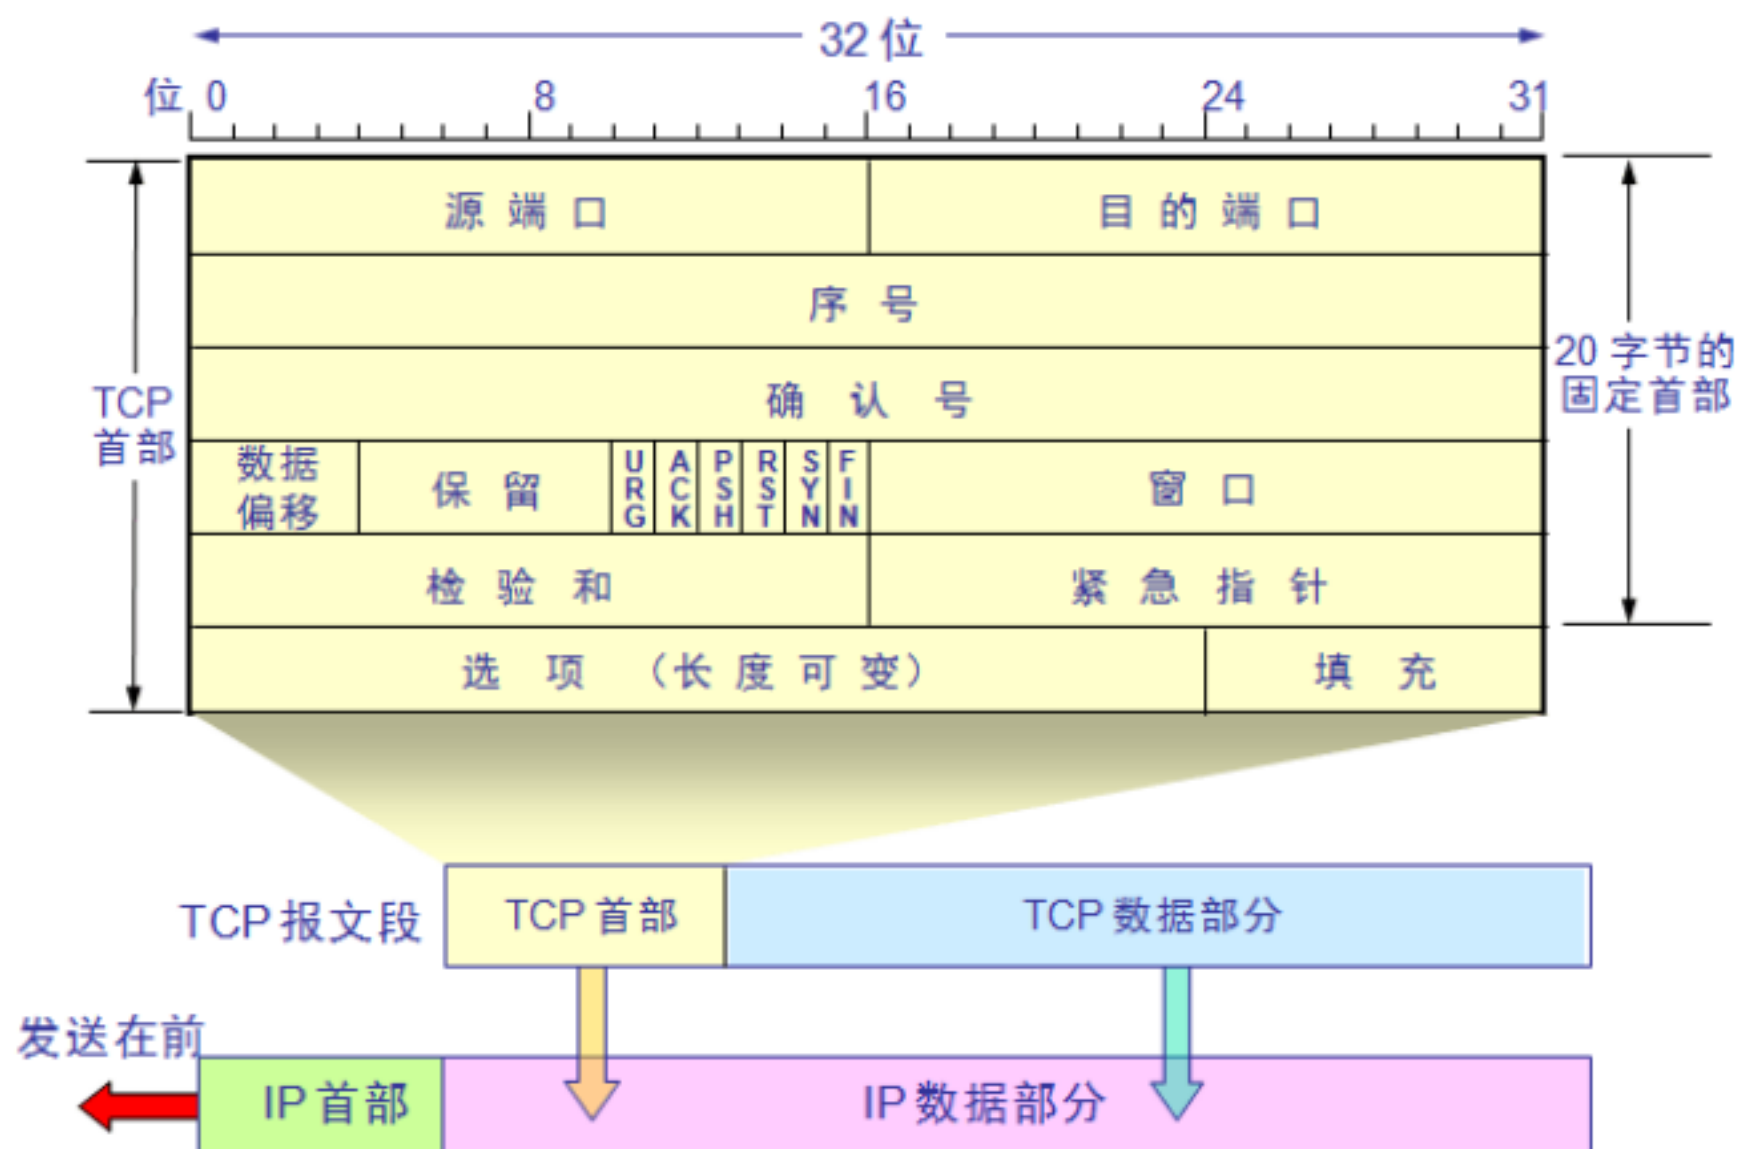 32 位
位 0 8 16 24 31
源 端 口 目 的 端 口
序 号
确 认 号
TCP
首部
20 字节的
固定首部
数据
偏移
保 留
URG
ACK
PSH
RST
SYN
FIN
窗 口
检 验 和 紧 急 指 针
选 项 （长 度 可 变） 填 充
TCP 报文段 TCP 首部 TCP 数据部分
发送在前
IP 首部 IP 数据部分